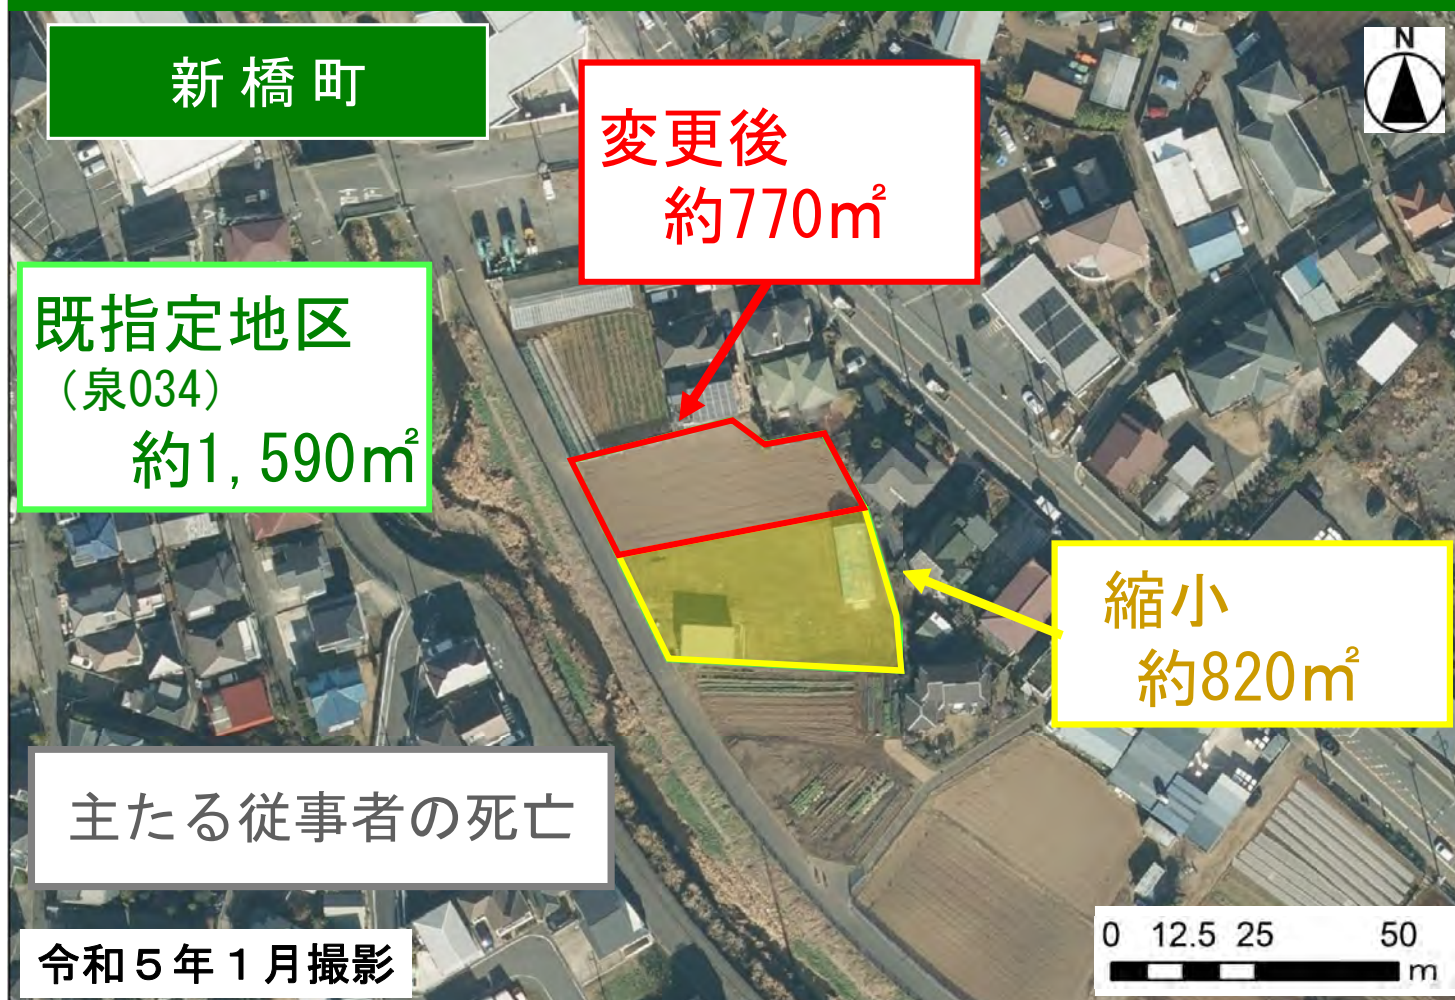 新橋町
N
変更後
約770㎡
既指定地区
（泉034）
約1,590㎡
縮小
約820㎡
主たる従事者の死亡
令和５年１月撮影
0 12.5 25 50
m